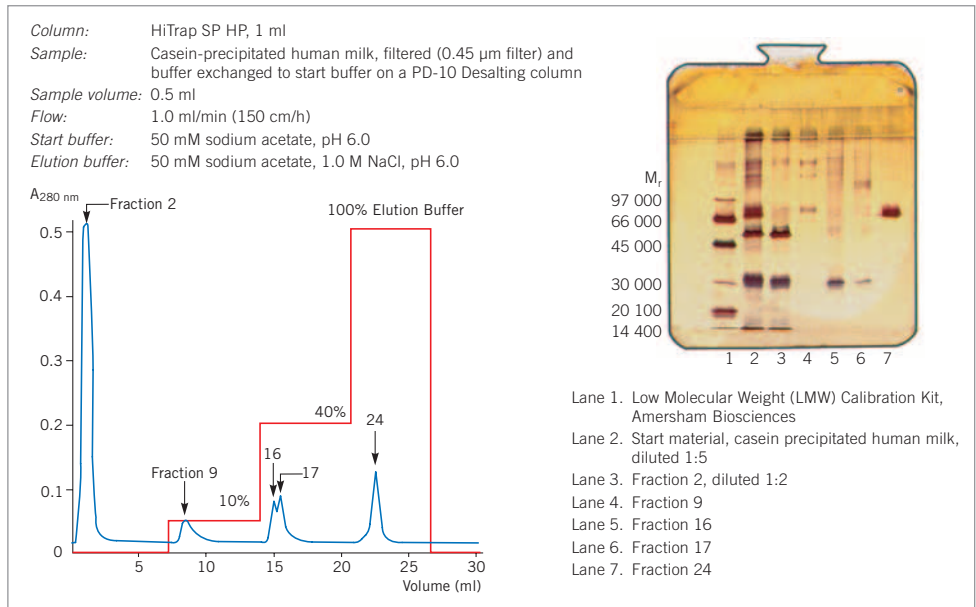 Column: HiTrap SP HP, 1 ml
Sample: Casein-precipitated human milk, filtered (0.45 µm filter) and
buffer exchanged to start buffer on a PD-10 Desalting column
Sample volume: 0.5 ml
Flow: 1.0 ml/min (150 cm/h)
Start buffer: 50 mM sodium acetate, pH 6.0
Elution buffer: 50 mM sodium acetate, 1.0 M NaCl, pH 6.0
A280 nm
Fraction 2
100% Elution Buffer
0.5
0.4
0.3
40%
0.2
24
16
Fraction 9
17
0.1
10%
0
5 10 15 20 25 30
Volume (ml)
Mr
97 000
66 000
45 000
30 000
20 100
14 400
1 2 3 4 5 6 7
Lane 1. Low Molecular Weight (LMW) Calibration Kit,
Amersham Biosciences
Lane 2. Start material, casein precipitated human milk,
diluted 1:5
Lane 3. Fraction 2, diluted 1:2
Lane 4. Fraction 9
Lane 5. Fraction 16
Lane 6. Fraction 17
Lane 7. Fraction 24